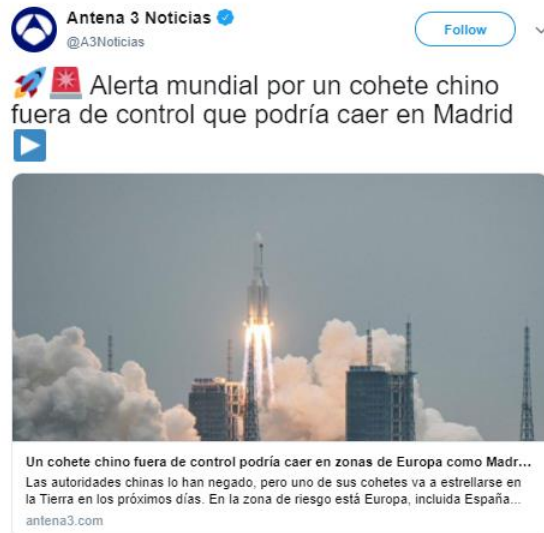 Antena 3 Noticias
@A3Noticias
Follow
Alerta mundial por un cohete chino
fuera de control que podría caer en Madrid
Un cohete chino fuera de control podría caer en zonas de Europa como Madr...
Las autoridades chinas lo han negado, pero uno de sus cohetes va a estrellarse en
la Tierra en los próximos días. En la zona de riesgo está Europa, incluida España...
antena3.com